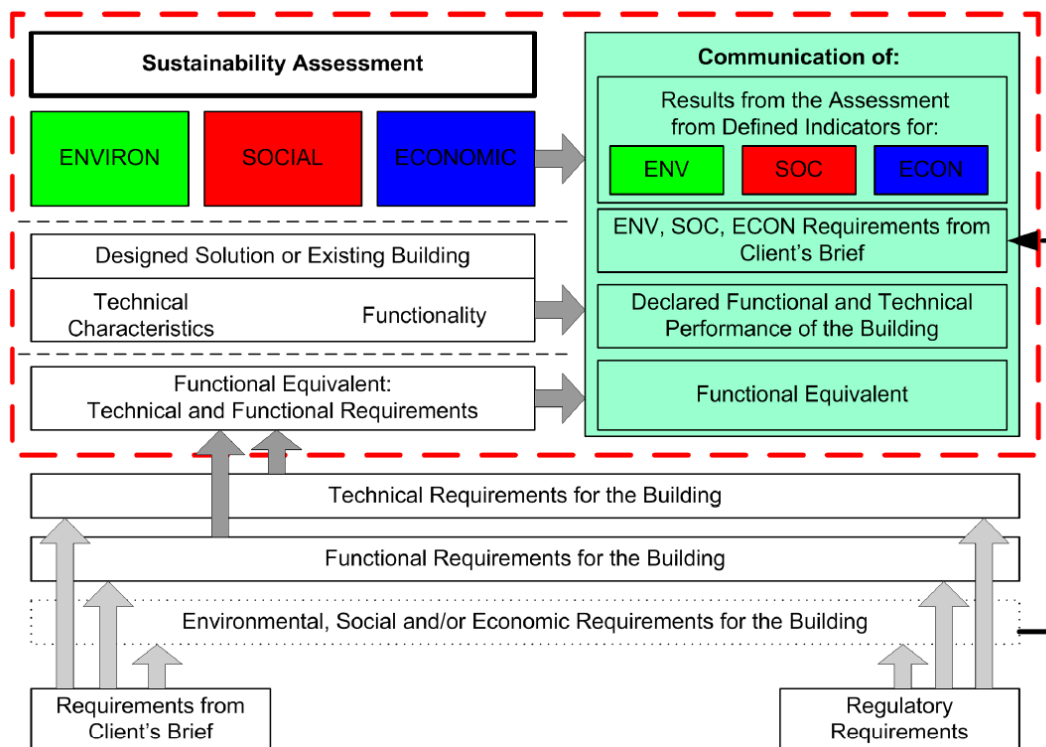 Sustainability Assessment
ENVIRON
SOCIAL
ECONOMIC
Communication of:
Results from the Assessment
from Defined Indicators for:
ENV
SOC
ECON
ENV, SOC, ECON Requirements from
Client's Brief
Designed Solution or Existing Building
Technical
Characteristics
Functionality
Declared Functional and Technical
Performance of the Building
Functional Equivalent:
Technical and Functional Requirements
Functional Equivalent
Technical Requirements for the Building
Functional Requirements for the Building
Environmental, Social and/or Economic Requirements for the Building
Requirements from
Client's Brief
Regulatory
Requirements